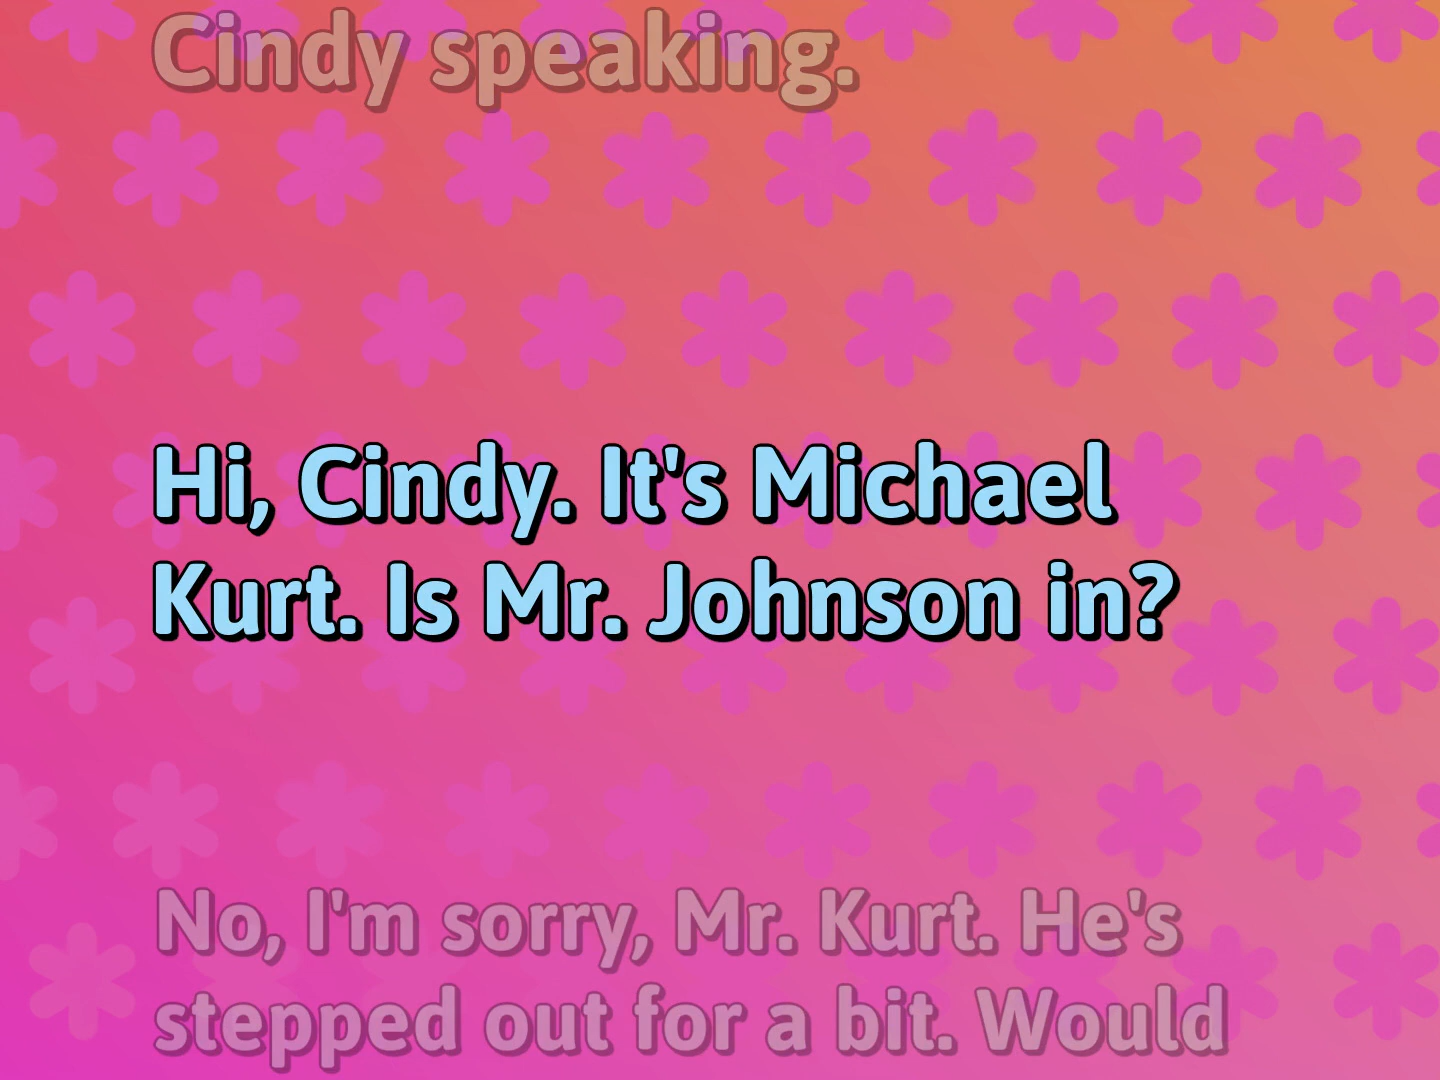 Cindy speaking.
Hi, Cindy. It's Michael
Kurt. Is Mr. Johnson in?
No, I'm sorry, Mr. Kurt. He's
stepped out for a bit. Would